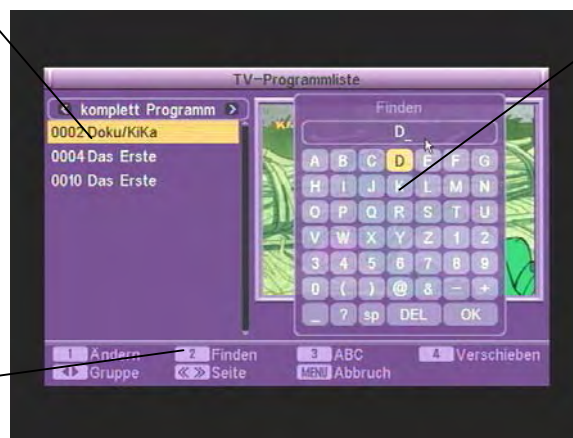 TV-Programmliste
komplett Programm
0002 Doku/KiKa
0004 Das Erste
0010 Das Erste
Finden
D_
A B C D E F G
H I J K L M N
O P Q R S T U
V W X Y Z 1 2
3 4 5 6 7 8 9
0 ( ) @ & - +
_ ? sp DEL OK
1 Ändern 2 Finden 3 ABC 4 Verschieben
Gruppe Seite MENU Abbruch